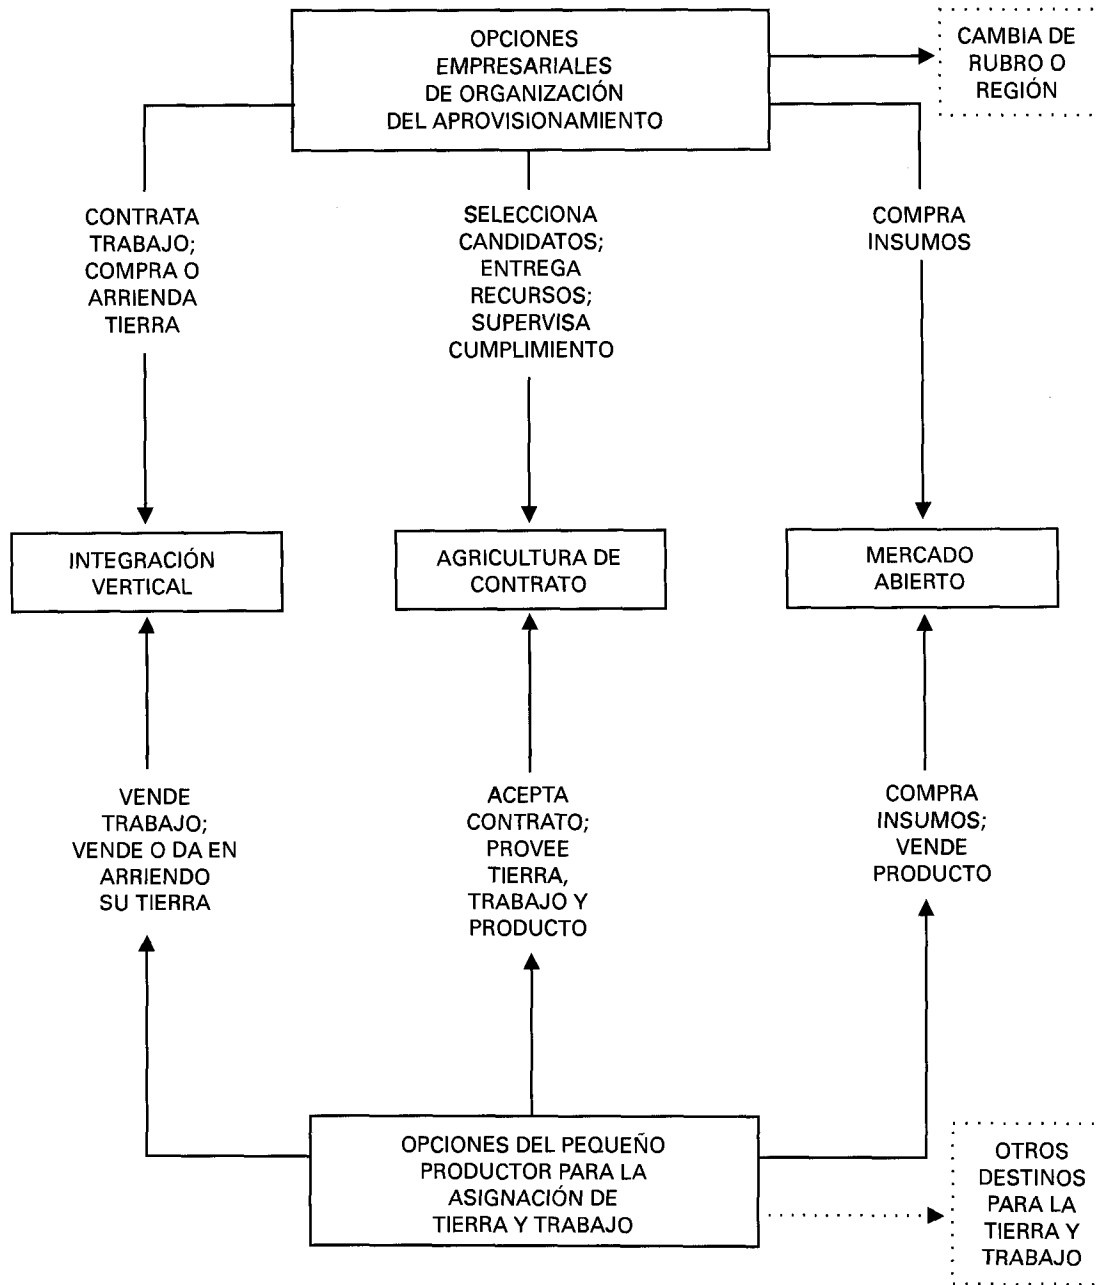 OPCIONES
EMPRESARIALES
DE ORGANIZACIÓN
DEL APROVISIONAMIENTO
CAMBIA DE
RUBRO O
REGIÓN
CONTRATA
TRABAJO;
COMPRA O
ARRIENDA
TIERRA
SELECCIONA
CANDIDATOS;
ENTREGA
RECURSOS;
SUPERVISA
CUMPLIMIENTO
COMPRA
INSUMOS
INTEGRACIÓN
VERTICAL
AGRICULTURA DE
CONTRATO
MERCADO
ABIERTO
VENDE
TRABAJO;
VENDE O DA EN
ARRIENDO
SU TIERRA
ACEPTA
CONTRATO;
PROVEE
TIERRA,
TRABAJO Y
PRODUCTO
COMPRA
INSUMOS;
VENDE
PRODUCTO
OPCIONES DEL PEQUEÑO
PRODUCTOR PARA LA
ASIGNACIÓN DE
TIERRA Y TRABAJO
OTROS
DESTINOS
PARA LA
TIERRA Y
TRABAJO